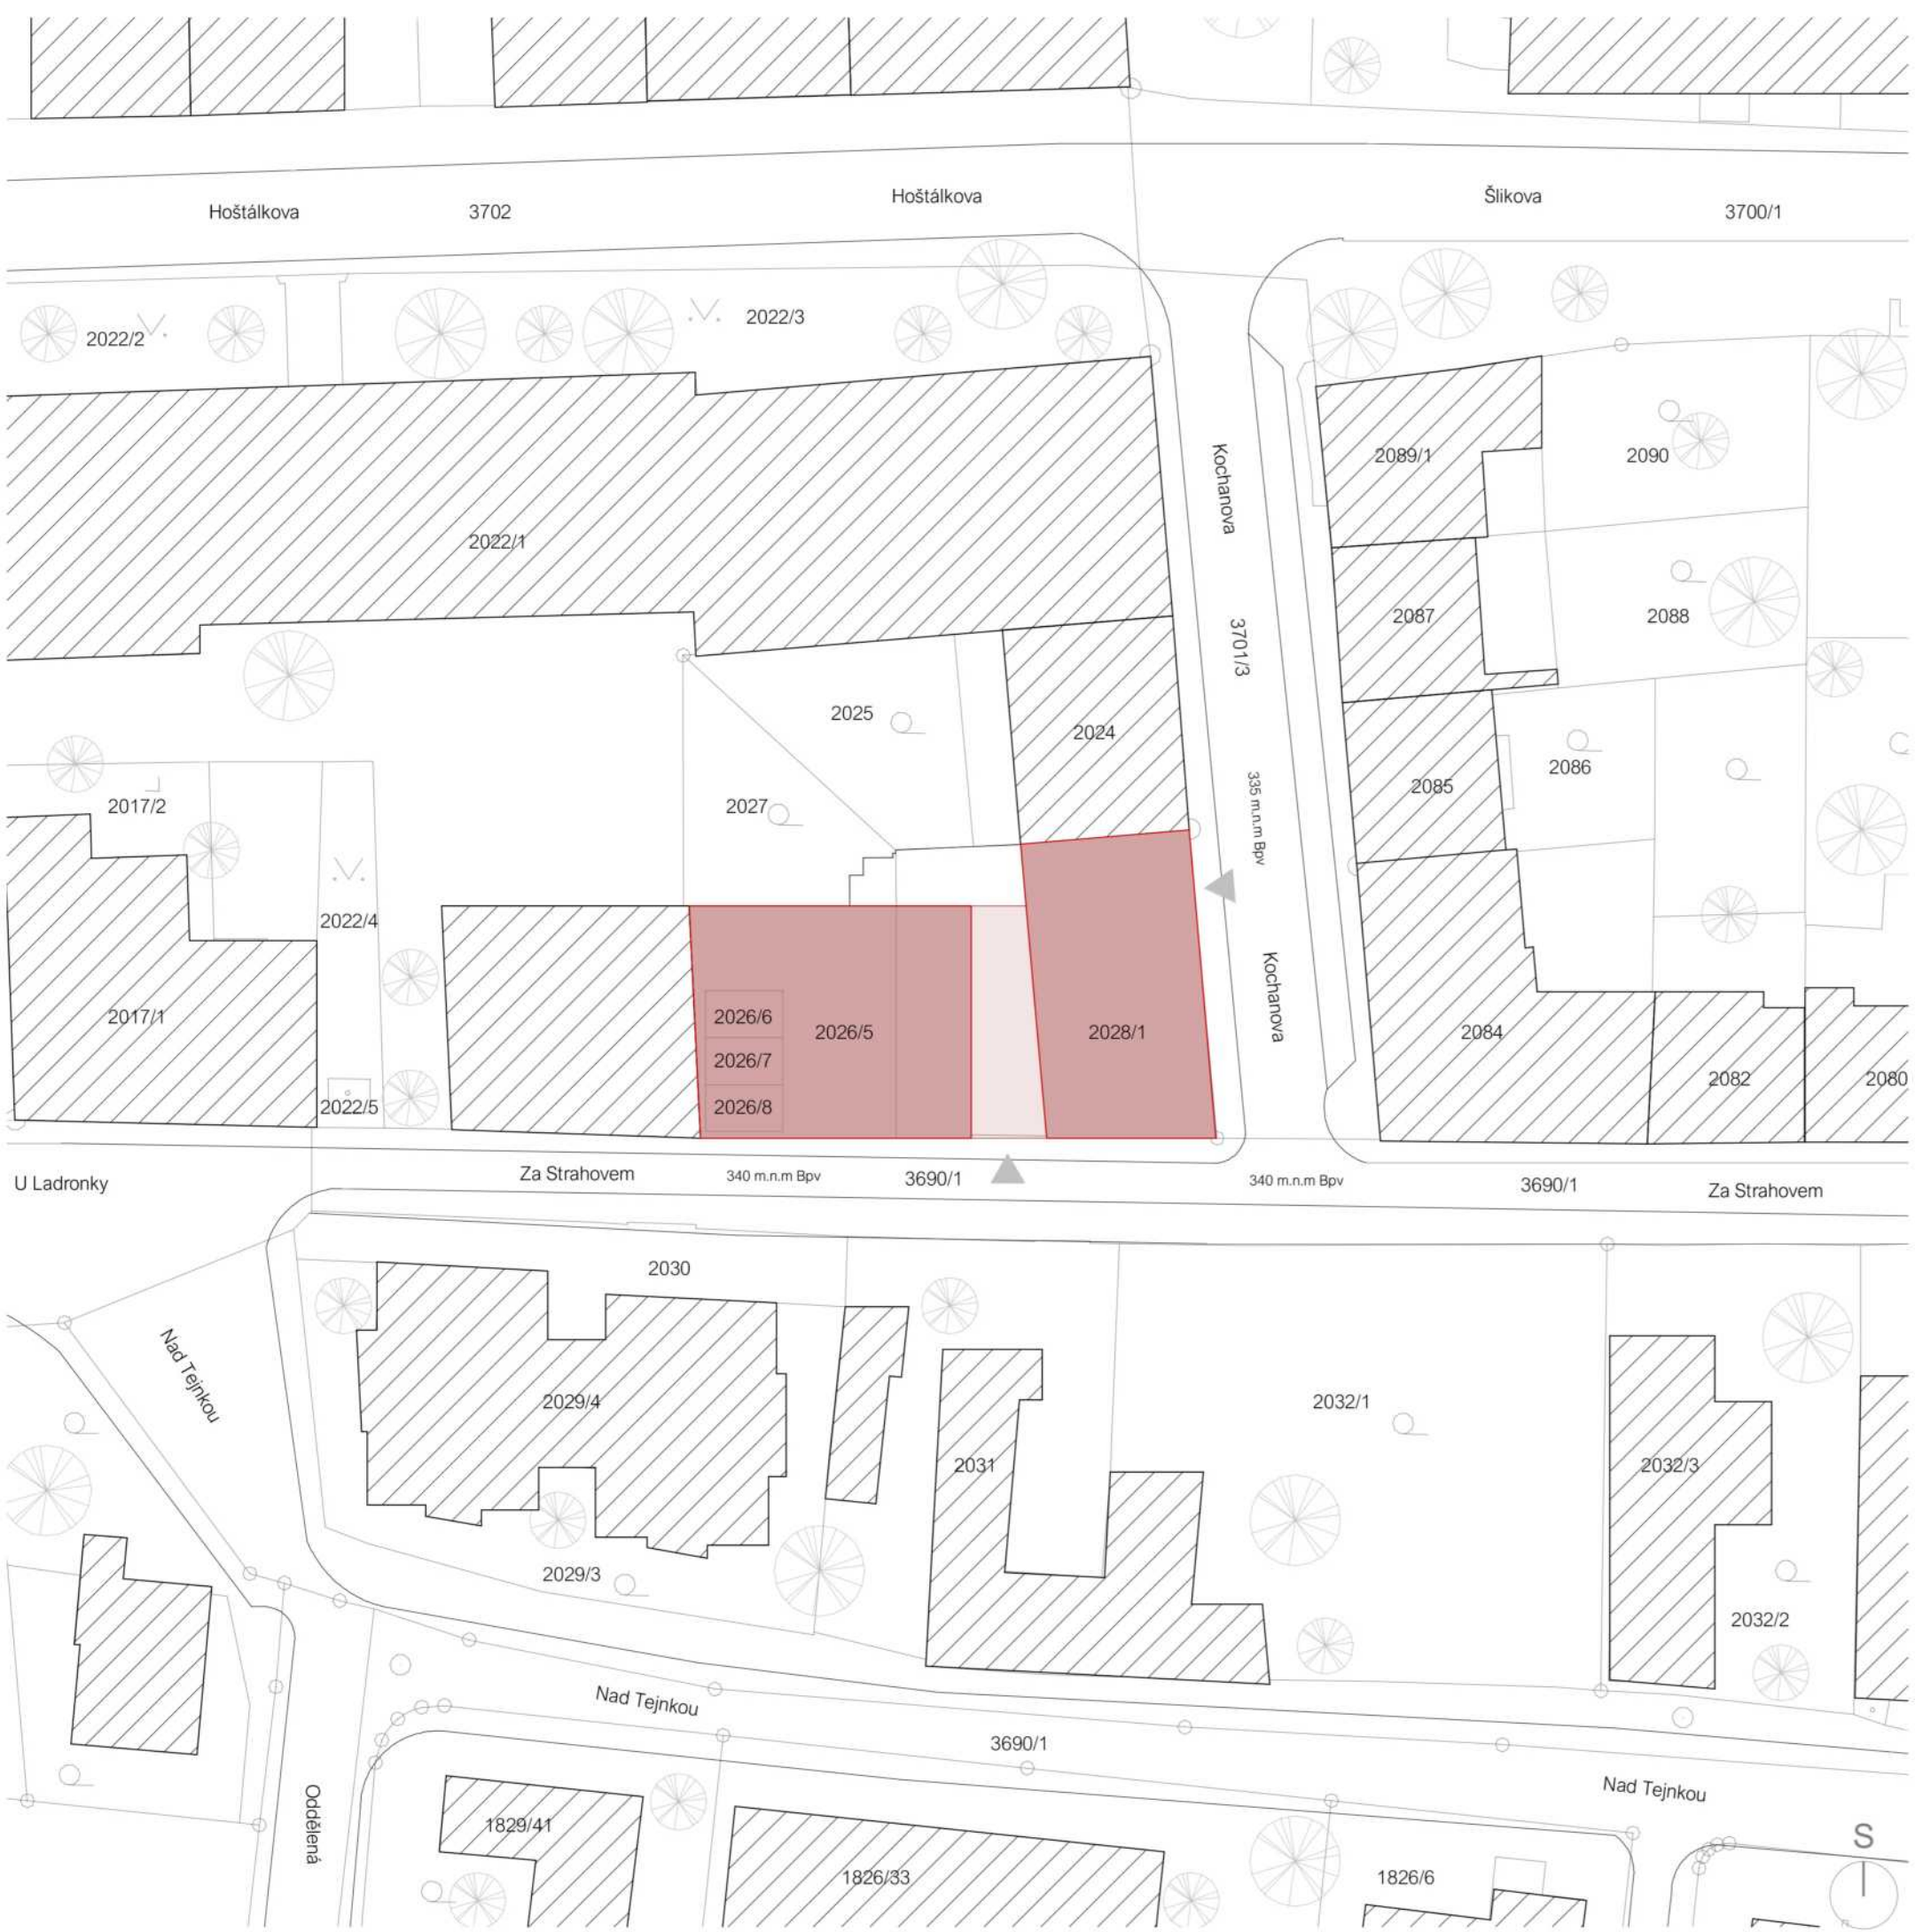 Hoštálkova
3702
Hoštálkova
Šlikova
3700/1
2022/2
2022/3
2022/1
Kochanova
2089/1
2090
2087
2088
3701/3
2025
2024
2017/2
2027
335 m.n.m Bpv
2085
2086
2022/4
2017/1
2026/6
2026/5
2028/1
Kochanova
2084
2026/7
2082
2080
2022/5
2026/8
U Ladronky
Za Strahovem
340 m.n.m Bpv
3690/1
340 m.n.m Bpv
3690/1
Za Strahovem
2030
Nad Tejnkou
2029/4
2032/1
2031
2032/3
2029/3
2032/2
Nad Tejnkou
3690/1
Nad Tejnkou
Oddělená
1829/41
1826/33
1826/6
S